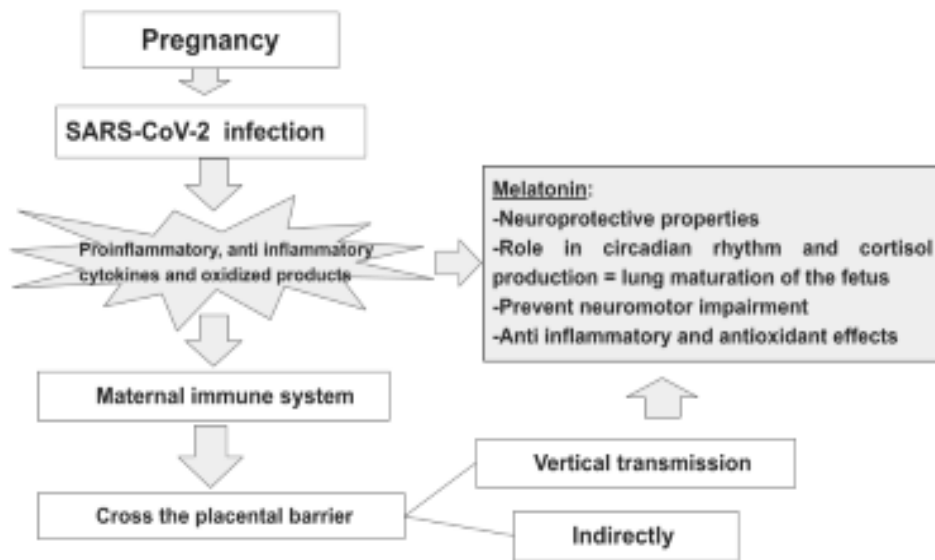 Pregnancy
SARS-CoV-2 infection
Proinflammatory, anti inflammatory
cytokines and oxidized products
Melatonin:
-Neuroprotective properties
-Role in circadian rhythm and cortisol
production = lung maturation of the fetus
-Prevent neuromotor impairment
-Anti inflammatory and antioxidant effects
Maternal immune system
Cross the placental barrier
Vertical transmission
Indirectly